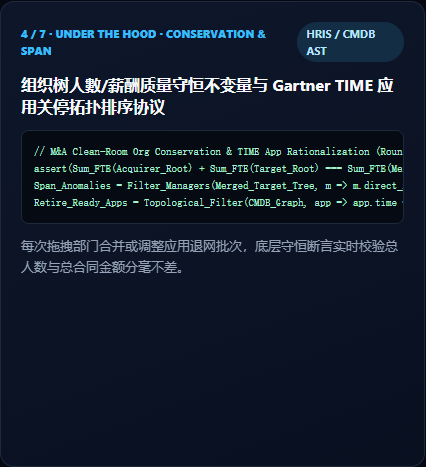 4 / 7 · UNDER THE HOOD · CONSERVATION &
SPAN
HRIS / CMDB
AST
组织树人数/薪酬质量守恒不变量与 Gartner TIME 应
用关停拓扑排序协议
// M&A Clean-Room Org Conservation & TIME App Rationalization (Roun
assert(Sum_FTE(Acquirer_Root) + Sum_FTE(Target_Root) === Sum_FTE(Me
Span_Anomalies = Filter_Managers(Merged_Target_Tree, m => m.direct_
Retire_Ready_Apps = Topological_Filter(CMDB_Graph, app => app.time
每次拖拽部门合并或调整应用退网批次，底层守恒断言实时校验总
人数与总合同金额分毫不差。